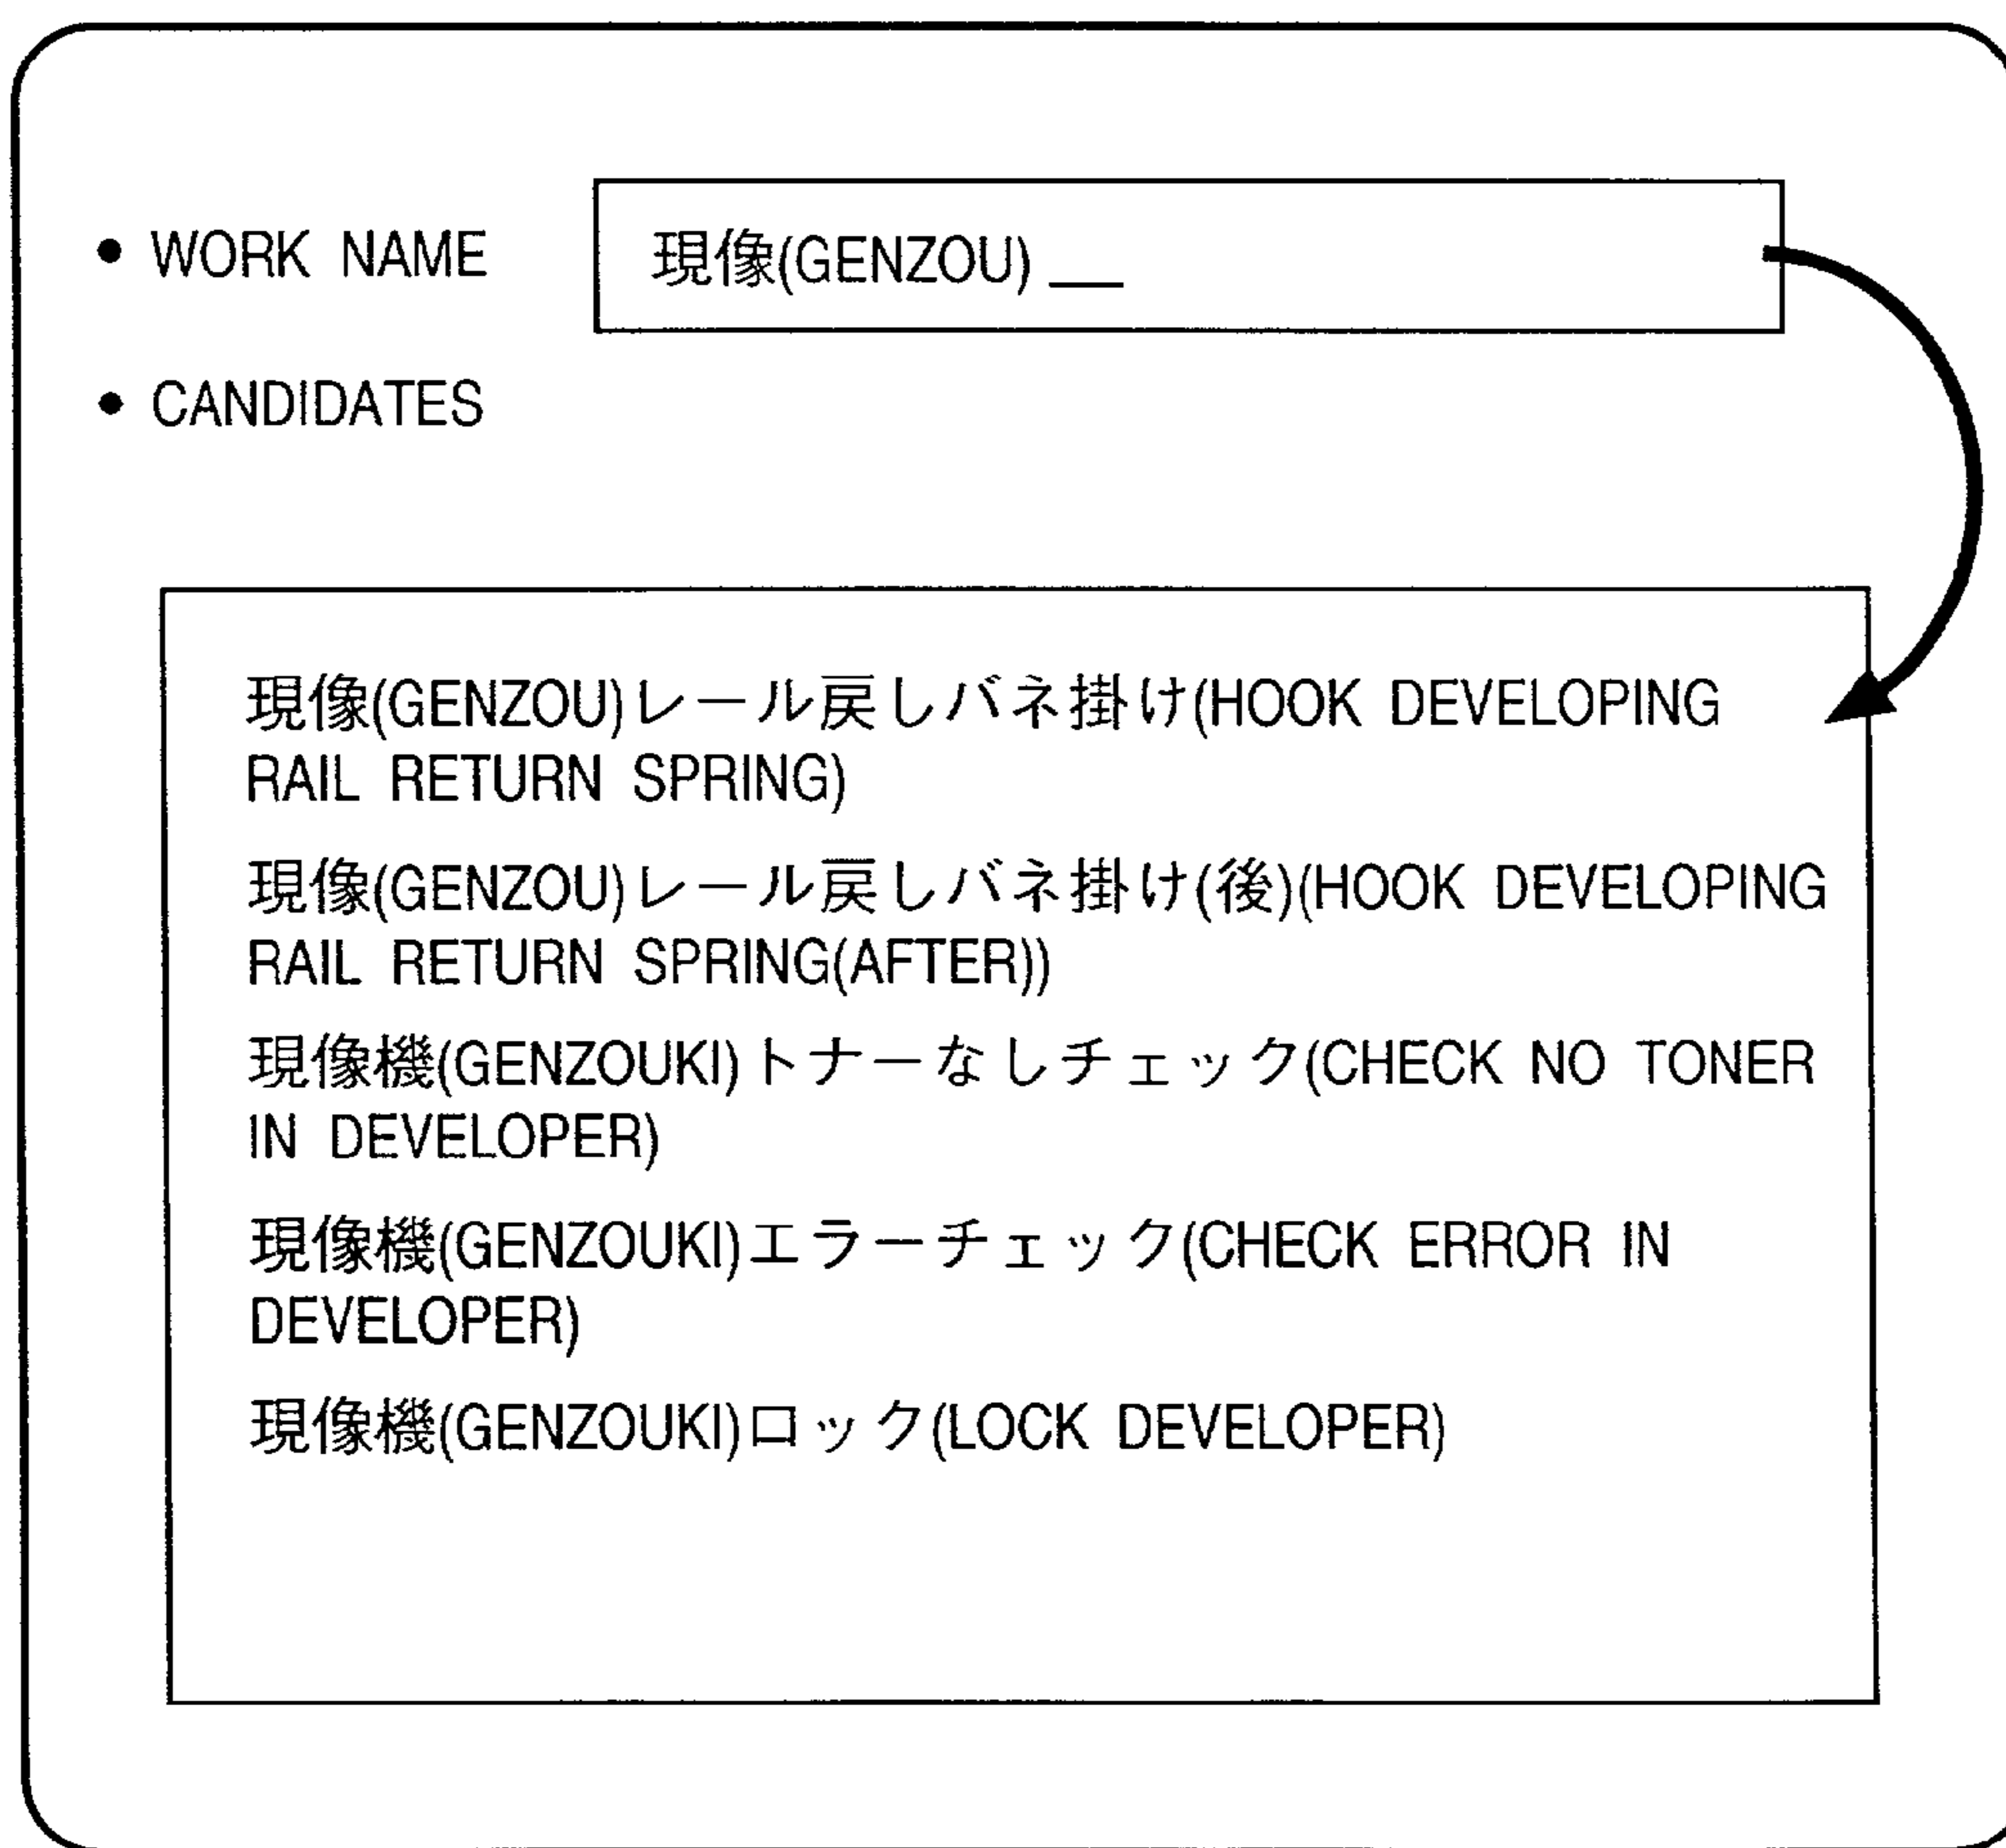 • WORK NAME 現像(GENZOU)__
• CANDIDATES
現像(GENZOU)レール戻しバネ掛け(HOOK DEVELOPING
RAIL RETURN SPRING)
現像(GENZOU)レール戻しバネ掛け(後)(HOOK DEVELOPING
RAIL RETURN SPRING(AFTER))
現像機(GENZOUKI)トナーなしチェック(CHECK NO TONER
IN DEVELOPER)
現像機(GENZOUKI)エラーチェック(CHECK ERROR IN
DEVELOPER)
現像機(GENZOUKI)ロック(LOCK DEVELOPER)